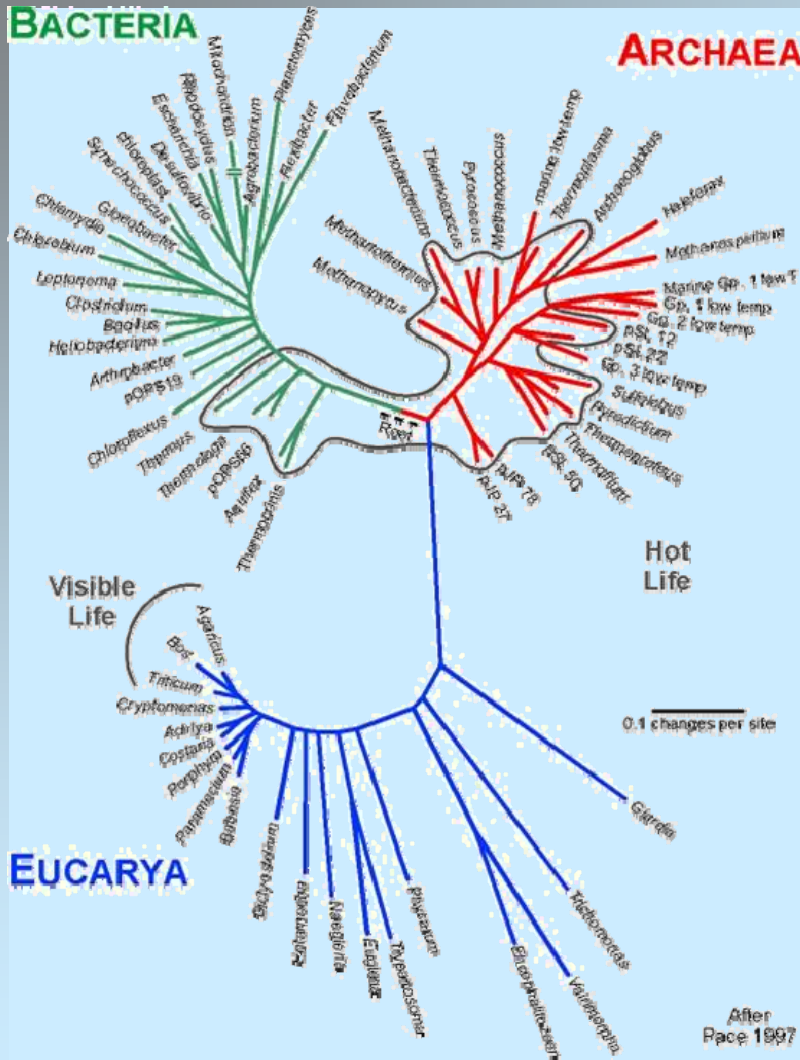 BACTERIA
ARCHAEA
Planctomyces
Flavobacterium
Mitochondrion
Rhodocyclus
Escherichia
Desulfovibrio
Agrobacterium
Flexibacter
chloroplast
Synechococcus
Gloeobacter
Chlamydia
Chlorobium
Leptonema
Clostridium
Bacillus
Heliobacterium
Arthrobacter
pOPS19
Chloroflexus
Thermus
Thermotoga
pOPS66
Aquifex
Methanobacterium
Thermococcus
Methanothermus
Methanopyrus
Methanococcus
marine low temp
Thermoplasma
Archaeoglobus
Haloferax
Methanospirillum
Marine Gp. 1 low T
Gp. 1 low temp
Gp. 2 low temp
pSL 12
pSL 22
Gp. 3 low temp
Sulfolobus
Pyrodictium
Thermoproteus
Thermofilum
pSL 50
pJP 78
pJP 27
Root
Hot
Life
Visible
Life
Agaricus
Bos
Triticum
Cryptomonas
Achlya
Costaria
Porphyra
Paramecium
Babesia
0.1 changes per site
Giardia
EUCARYA
Dictyostelium
Naegleria
Euglena
Trypanosoma
Physarum
Trichomonas
Vairimorpha
After
Pace 1997